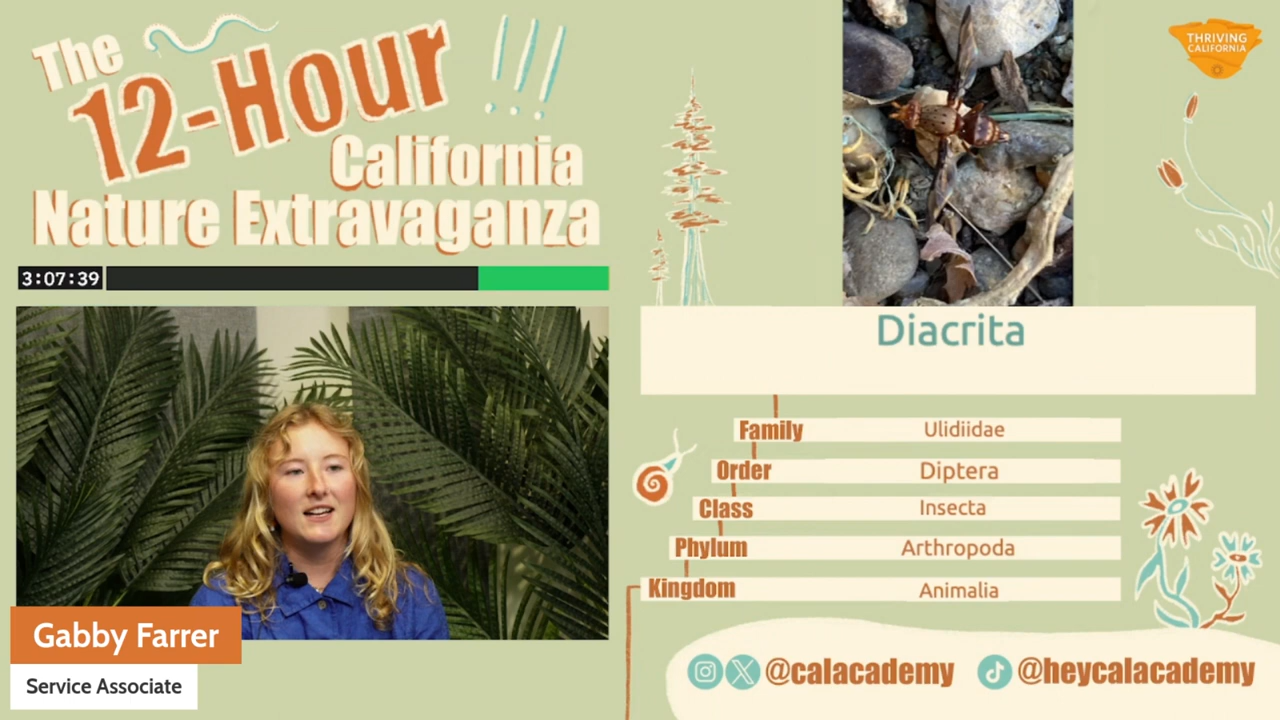 The
12-Hour !!!
California
Nature Extravaganza
3:07:39
Gabby Farrer
Service Associate
THRIVING
CALIFORNIA
Diacrita
Family Ulidiidae
Order Diptera
Class Insecta
Phylum Arthropoda
Kingdom Animalia
@calacademy @heycalacademy